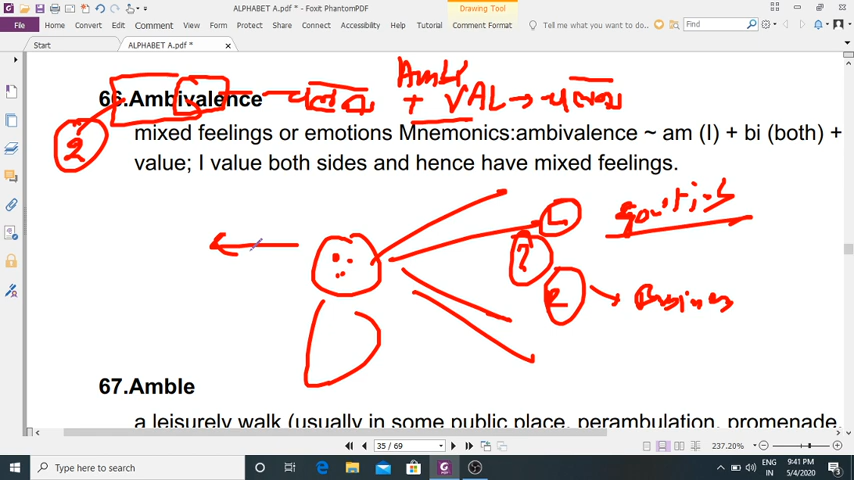 ALPHABET A.pdf * - Foxit PhantomPDF
Drawing Tool
File Home Convert Edit Comment View Form Protect Share Connect Accessibility Help Tutorial Comment Format Tell me what you want to do.. Find
Start ALPHABET A.pdf *
AmbI
66.Ambivalence + VAL →
2
mixed feelings or emotions Mnemonics:ambivalence ~ am (I) + bi (both) +
value; I value both sides and hence have mixed feelings.
L
?
Business
67.Amble
a leisurely walk (usually in some public place, perambulation, promenade,
35 / 69 237.20%
Type here to search
ENG 9:41 PM
IN 5/4/2020
3